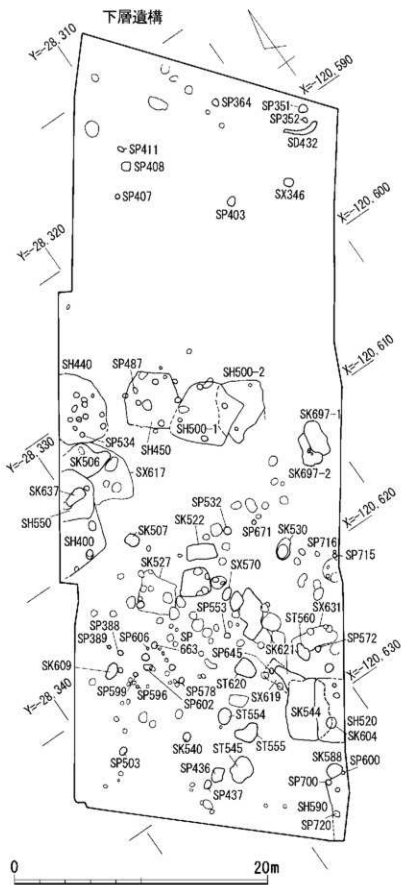 下層遺構
Y=-28,310
X=-120,590
SP364
SP351
SP352
SD432
SP411
SP408
SP407
SX346
SP403
X=-120,600
Y=-28,320
X=-120,610
SH440
SP487
SH500-2
SH450
SH500-1
SK697-1
SK697-2
Y=-28,330
SP534
SK506
SX617
SK637
SH550
X=-120,620
SP532
SK522
SP671
SK530
SP716
SP715
SK507
SH400
SK527
SX570
SP553
ST560
SX631
SP388
SP389
SP606
SP
663
SP645
SK621
SP572
X=-120,630
SK609
SP599
SP596
SP602
SP578
ST620
SX619
SK544
Y=-28,340
ST554
ST555
SH520
SK604
SK540
SP503
ST545
SP436
SP437
SK588
SP600
SP700
SH590
SP720
0
20m